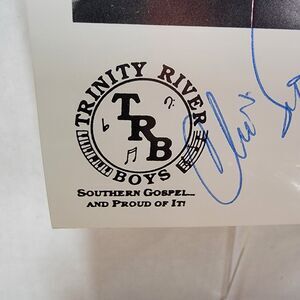 TRINITY RIVER
TRB
BOYS
SOUTHERN GOSPEL...
AND PROUD OF IT!